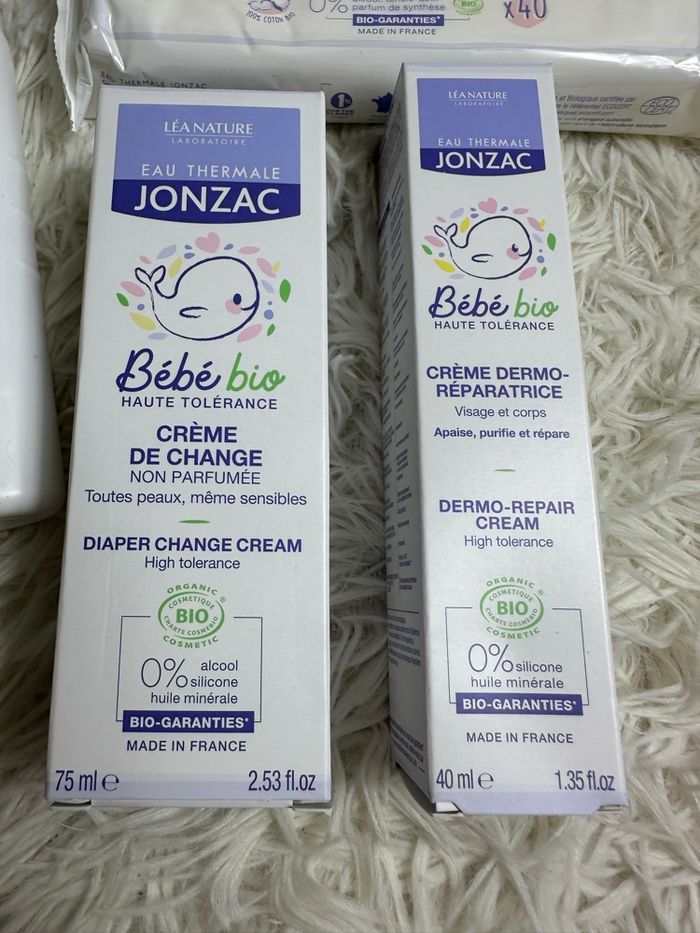 100% COTON BIO
0%
parfum de synthèse
BIO-GARANTIES*
MADE IN FRANCE
BIO
x40
EAU THERMALE JONZAC
ECOCERT
LÉA NATURE
LABORATOIRE
EAU THERMALE
JONZAC
Bébé bio
HAUTE TOLÉRANCE
CRÈME
DE CHANGE
NON PARFUMÉE
Toutes peaux, même sensibles
DIAPER CHANGE CREAM
High tolerance
ORGANIC
COSMETIQUE
BIO
CHARTE COSMEBIO
COSMETIC
0% alcool
silicone
huile minérale
BIO-GARANTIES*
MADE IN FRANCE
75 ml e 2.53 fl.oz
LÉA NATURE
LABORATOIRE
EAU THERMALE
JONZAC
Bébé bio
HAUTE TOLÉRANCE
CRÈME DERMO-
RÉPARATRICE
Visage et corps
Apaise, purifie et répare
DERMO-REPAIR
CREAM
High tolerance
ORGANIC
COSMETIQUE
BIO
CHARTE COSMEBIO
COSMETIC
0% silicone
huile minérale
BIO-GARANTIES*
MADE IN FRANCE
40 ml e 1.35 fl.oz